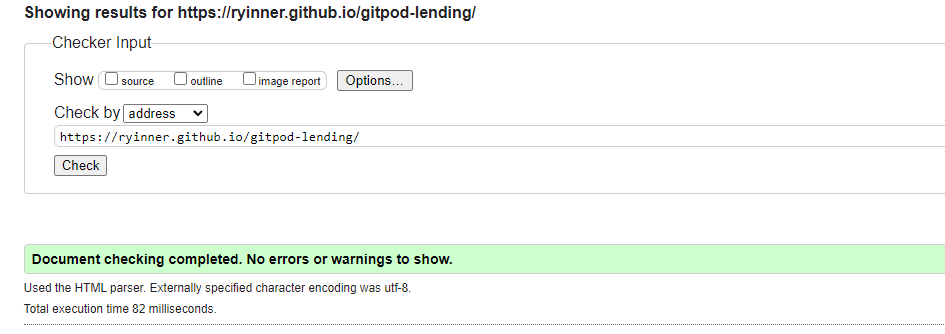 Showing results for https://ryinner.github.io/gitpod-lending/
Checker Input
Show source outline image report Options...
Check by address
https://ryinner.github.io/gitpod-lending/
Check
Document checking completed. No errors or warnings to show.
Used the HTML parser. Externally specified character encoding was utf-8.
Total execution time 82 milliseconds.